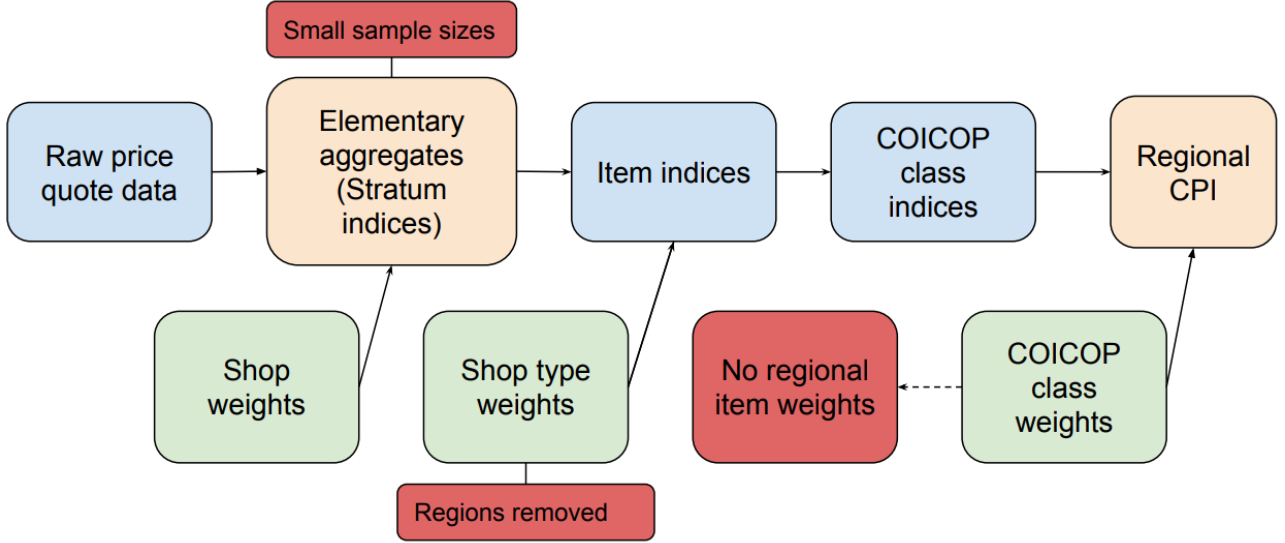 Small sample sizes
Raw price
quote data
Elementary
aggregates
(Stratum
indices)
Item indices
COICOP
class
indices
Regional
CPI
Shop
weights
Shop type
weights
No regional
item weights
COICOP
class
weights
Regions removed